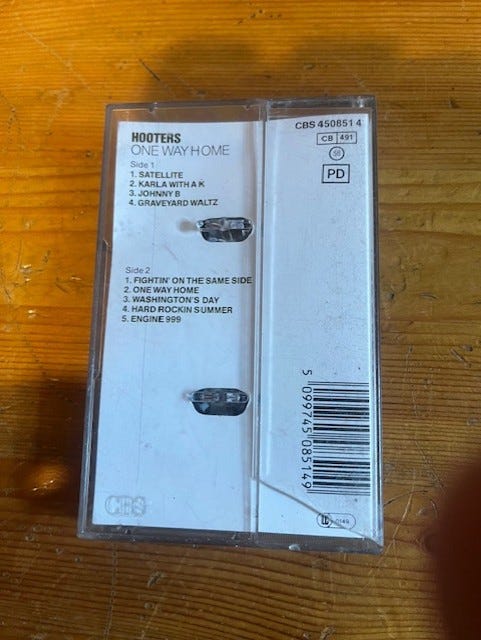 HOOTERS
ONE WAY HOME
Side 1
1. SATELLITE
2. KARLA WITH A K
3. JOHNNY B
4. GRAVEYARD WALTZ
Side 2
1. FIGHTIN' ON THE SAME SIDE
2. ONE WAY HOME
3. WASHINGTON'S DAY
4. HARD ROCKIN SUMMER
5. ENGINE 999
CBS
CBS 450851 4
CB 491
PD
5 099745 085149